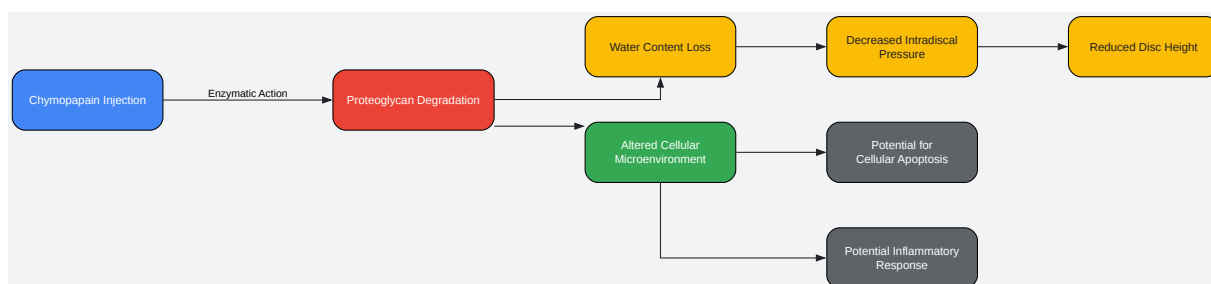 Water Content Loss
Decreased Intradiscal
Pressure
Reduced Disc Height
Chymopapain Injection
Enzymatic Action
Proteoglycan Degradation
Altered Cellular
Microenvironment
Potential for
Cellular Apoptosis
Potential Inflammatory
Response